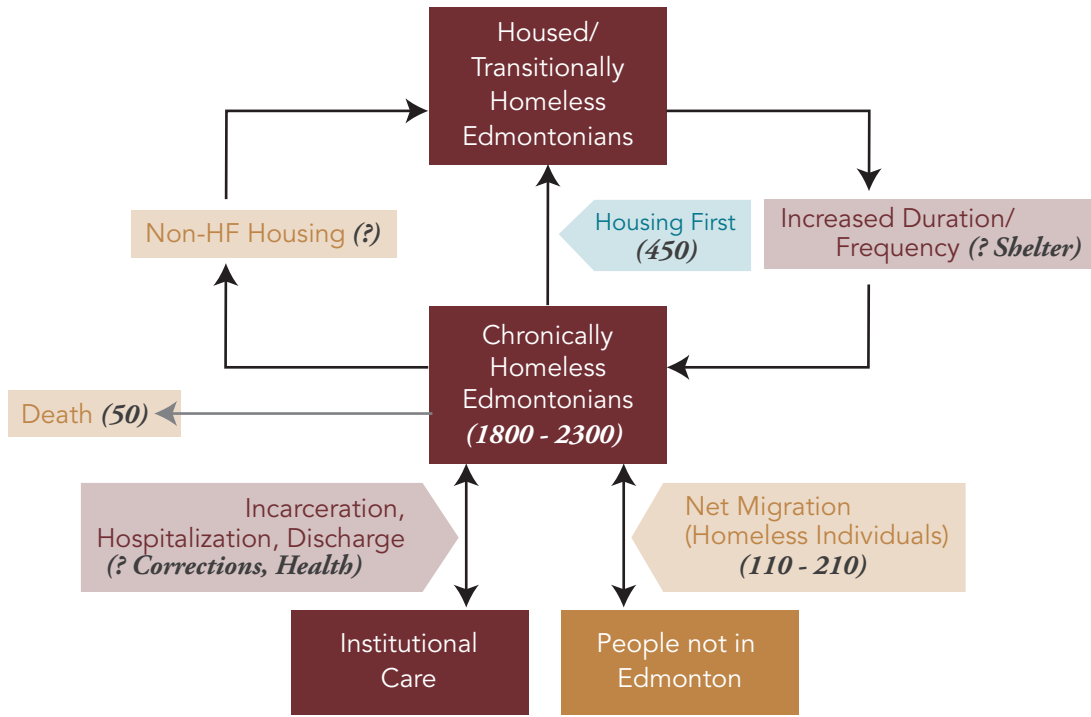 Housed/
Transitionally
Homeless
Edmontonians
Non-HF Housing (?)
Housing First
(450)
Increased Duration/
Frequency (? Shelter)
Chronically
Homeless
Edmontonians
(1800 - 2300)
Death (50)
Incarceration,
Hospitalization, Discharge
(? Corrections, Health)
Net Migration
(Homeless Individuals)
(110 - 210)
Institutional
Care
People not in
Edmonton